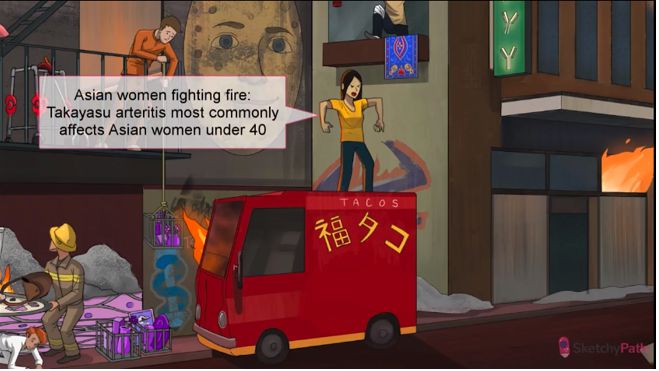 Y
Y
Asian women fighting fire:
Takayasu arteritis most commonly
affects Asian women under 40
TACOS
福タコ
SketchyPath